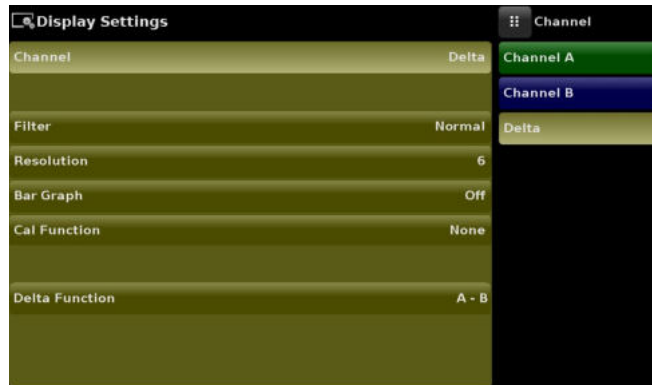 Display Settings
Channel Delta
Filter Normal
Resolution 6
Bar Graph Off
Cal Function None
Delta Function A - B
Channel
Channel A
Channel B
Delta